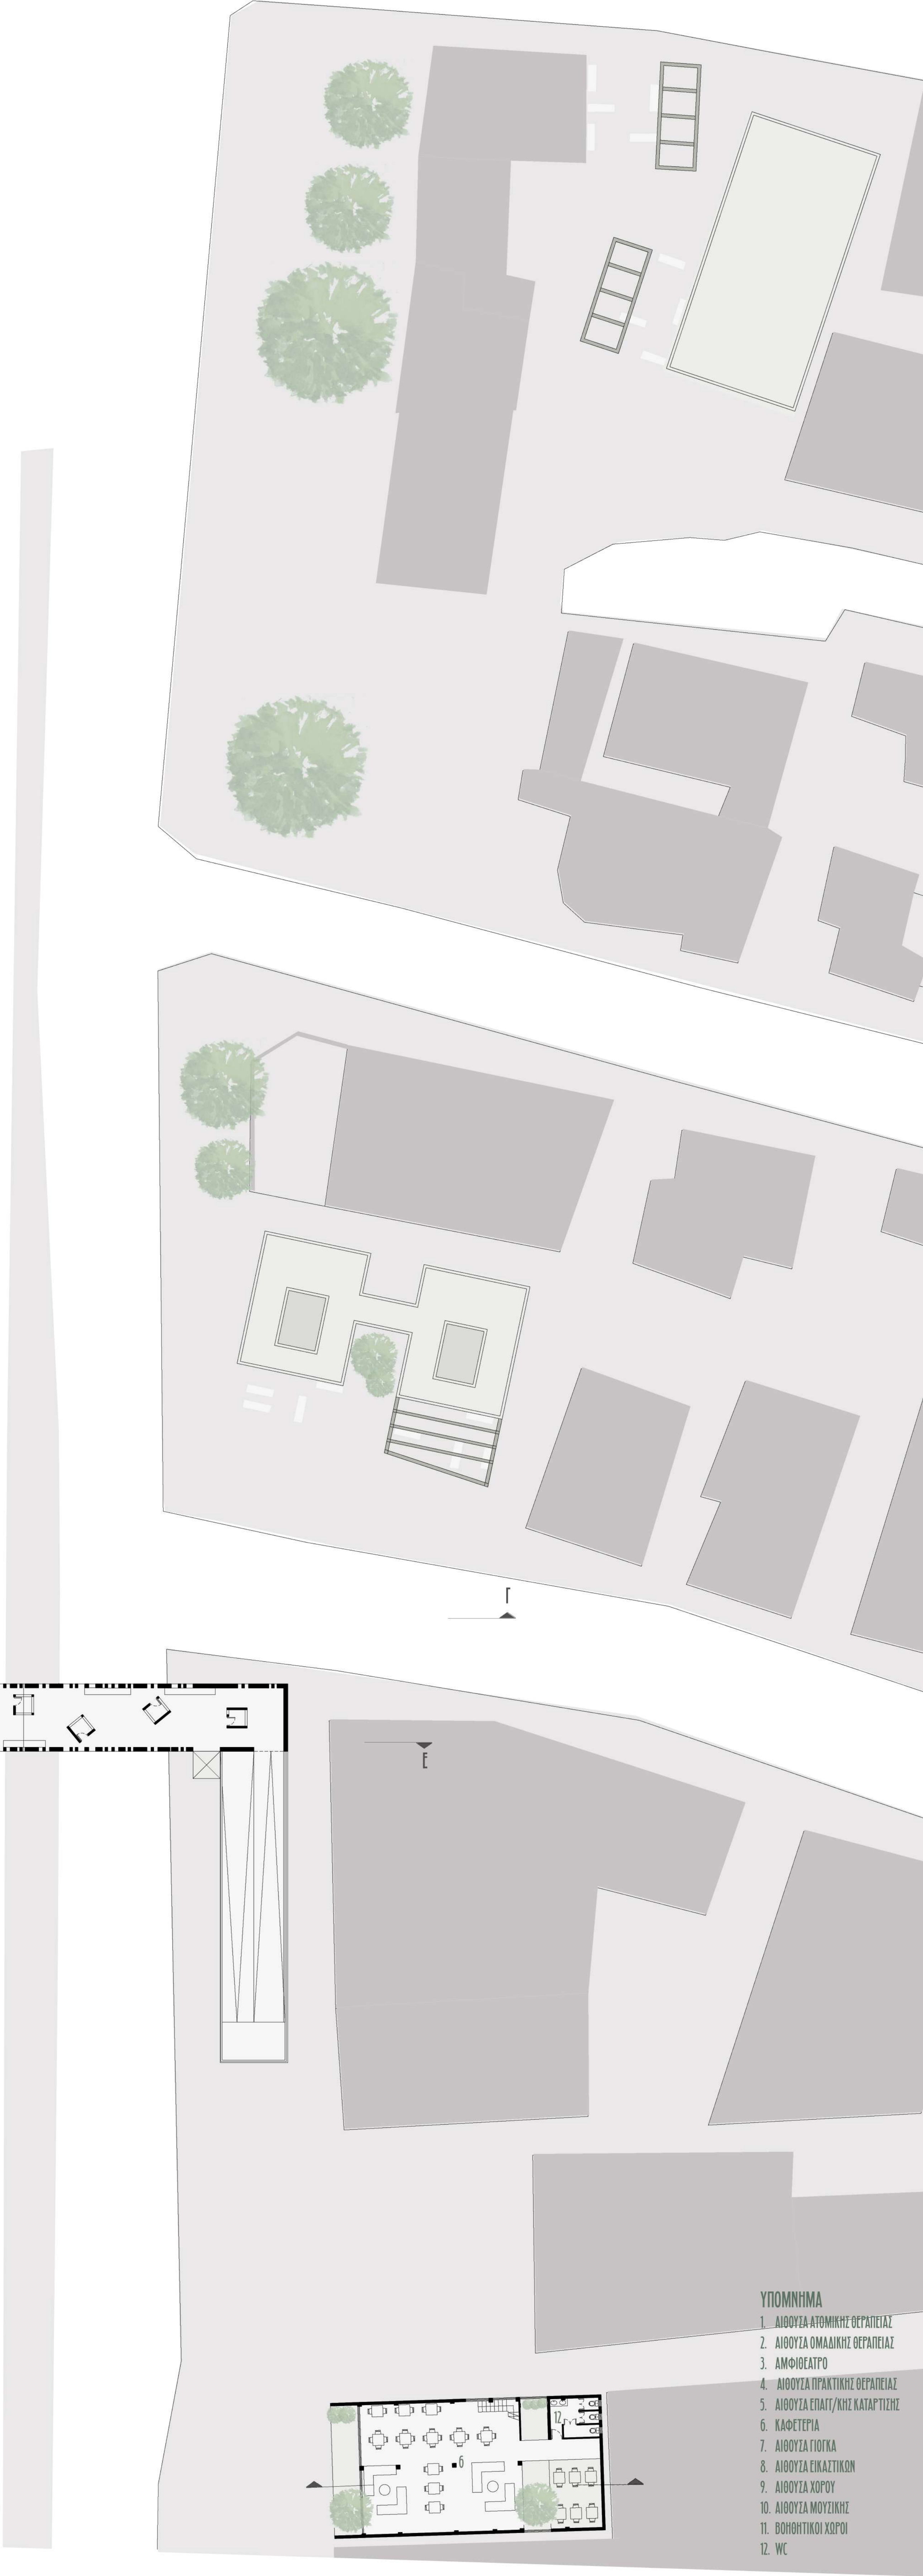 Γ
Ε
ΥΠΟΜΝΗΜΑ
1. ΑΙΘΟΥΣΑ ΑΤΟΜΙΚΗΣ ΘΕΡΑΠΕΙΑΣ
2. ΑΙΘΟΥΣΑ ΟΜΑΔΙΚΗΣ ΘΕΡΑΠΕΙΑΣ
3. ΑΜΦΙΘΕΑΤΡΟ
4. ΑΙΘΟΥΣΑ ΠΡΑΚΤΙΚΗΣ ΘΕΡΑΠΕΙΑΣ
5. ΑΙΘΟΥΣΑ ΕΠΑΓΓ/ΚΗΣ ΚΑΤΑΡΤΙΣΗΣ
6. ΚΑΦΕΤΕΡΙΑ
7. ΑΙΘΟΥΣΑ ΓΙΟΓΚΑ
8. ΑΙΘΟΥΣΑ ΕΙΚΑΣΤΙΚΩΝ
9. ΑΙΘΟΥΣΑ ΧΟΡΟΥ
10. ΑΙΘΟΥΣΑ ΜΟΥΣΙΚΗΣ
11. ΒΟΗΘΗΤΙΚΟΙ ΧΩΡΟΙ
12. WC
12
6